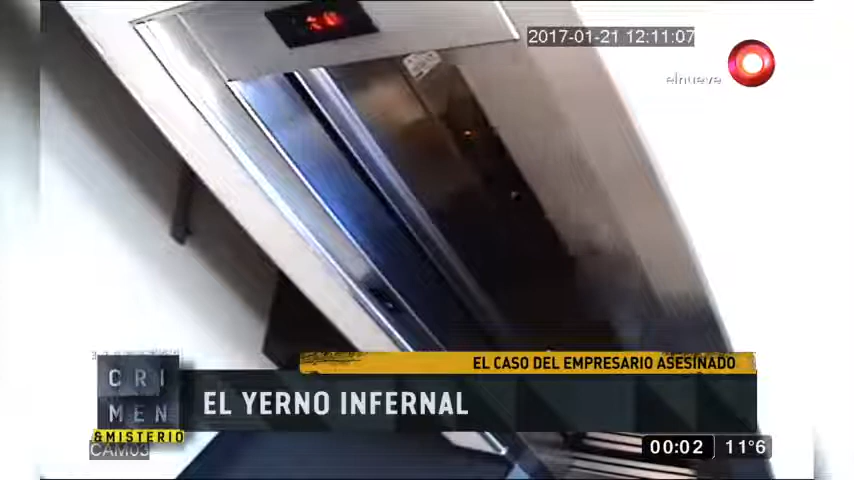 2017-01-21 12:11:07
elnueve
EL CASO DEL EMPRESARIO ASESINADO
CRI
MEN
&MISTERIO
EL YERNO INFERNAL
CAM03
00:02 11°6